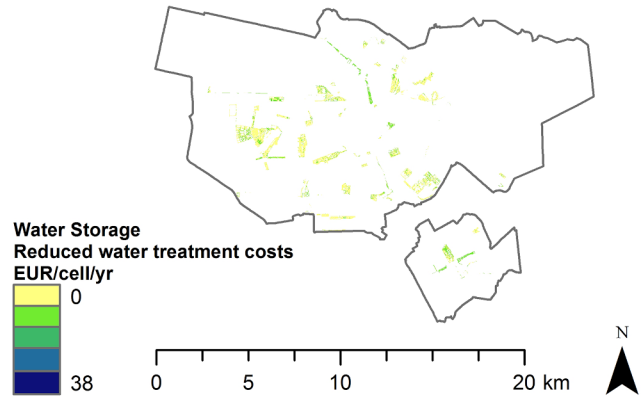 Water Storage
Reduced water treatment costs
EUR/cell/yr
0
38
0 5 10 20 km
N